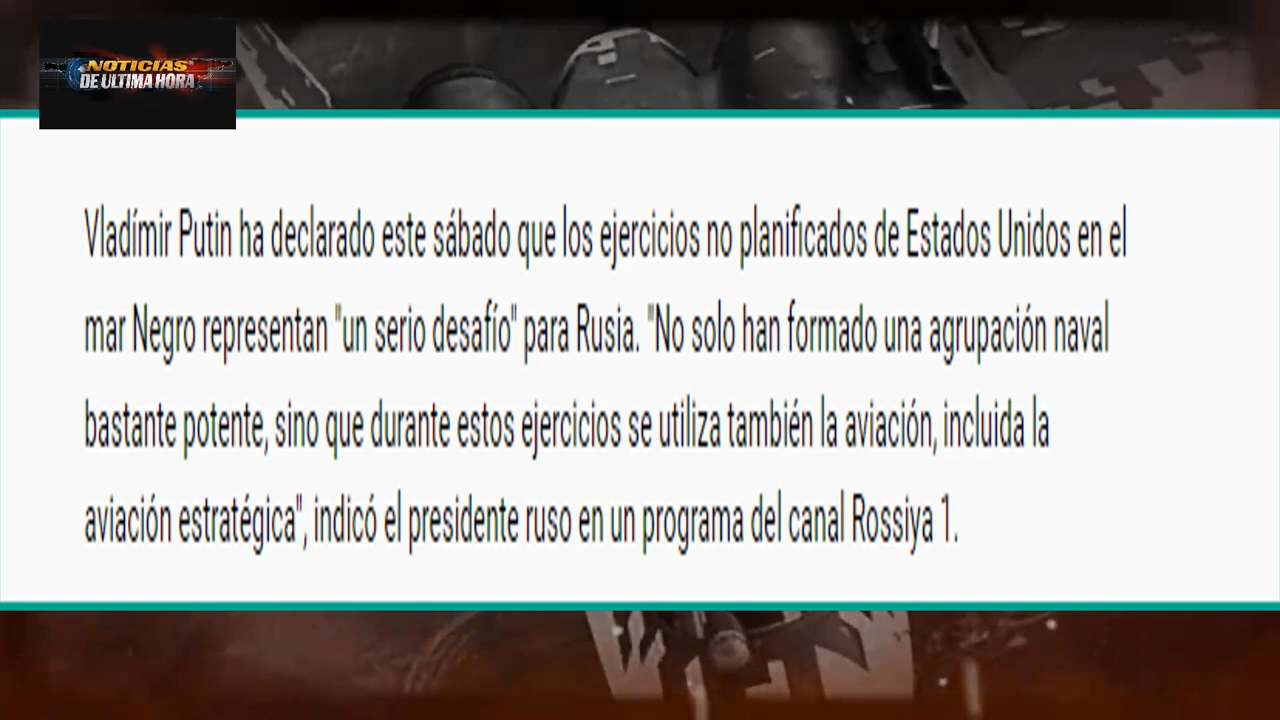 NOTICIAS
DE ULTIMA HORA
Vladímir Putin ha declarado este sábado que los ejercicios no planificados de Estados Unidos en el
mar Negro representan "un serio desafío" para Rusia. "No solo han formado una agrupación naval
bastante potente, sino que durante estos ejercicios se utiliza también la aviación, incluida la
aviación estratégica", indicó el presidente ruso en un programa del canal Rossiya 1.